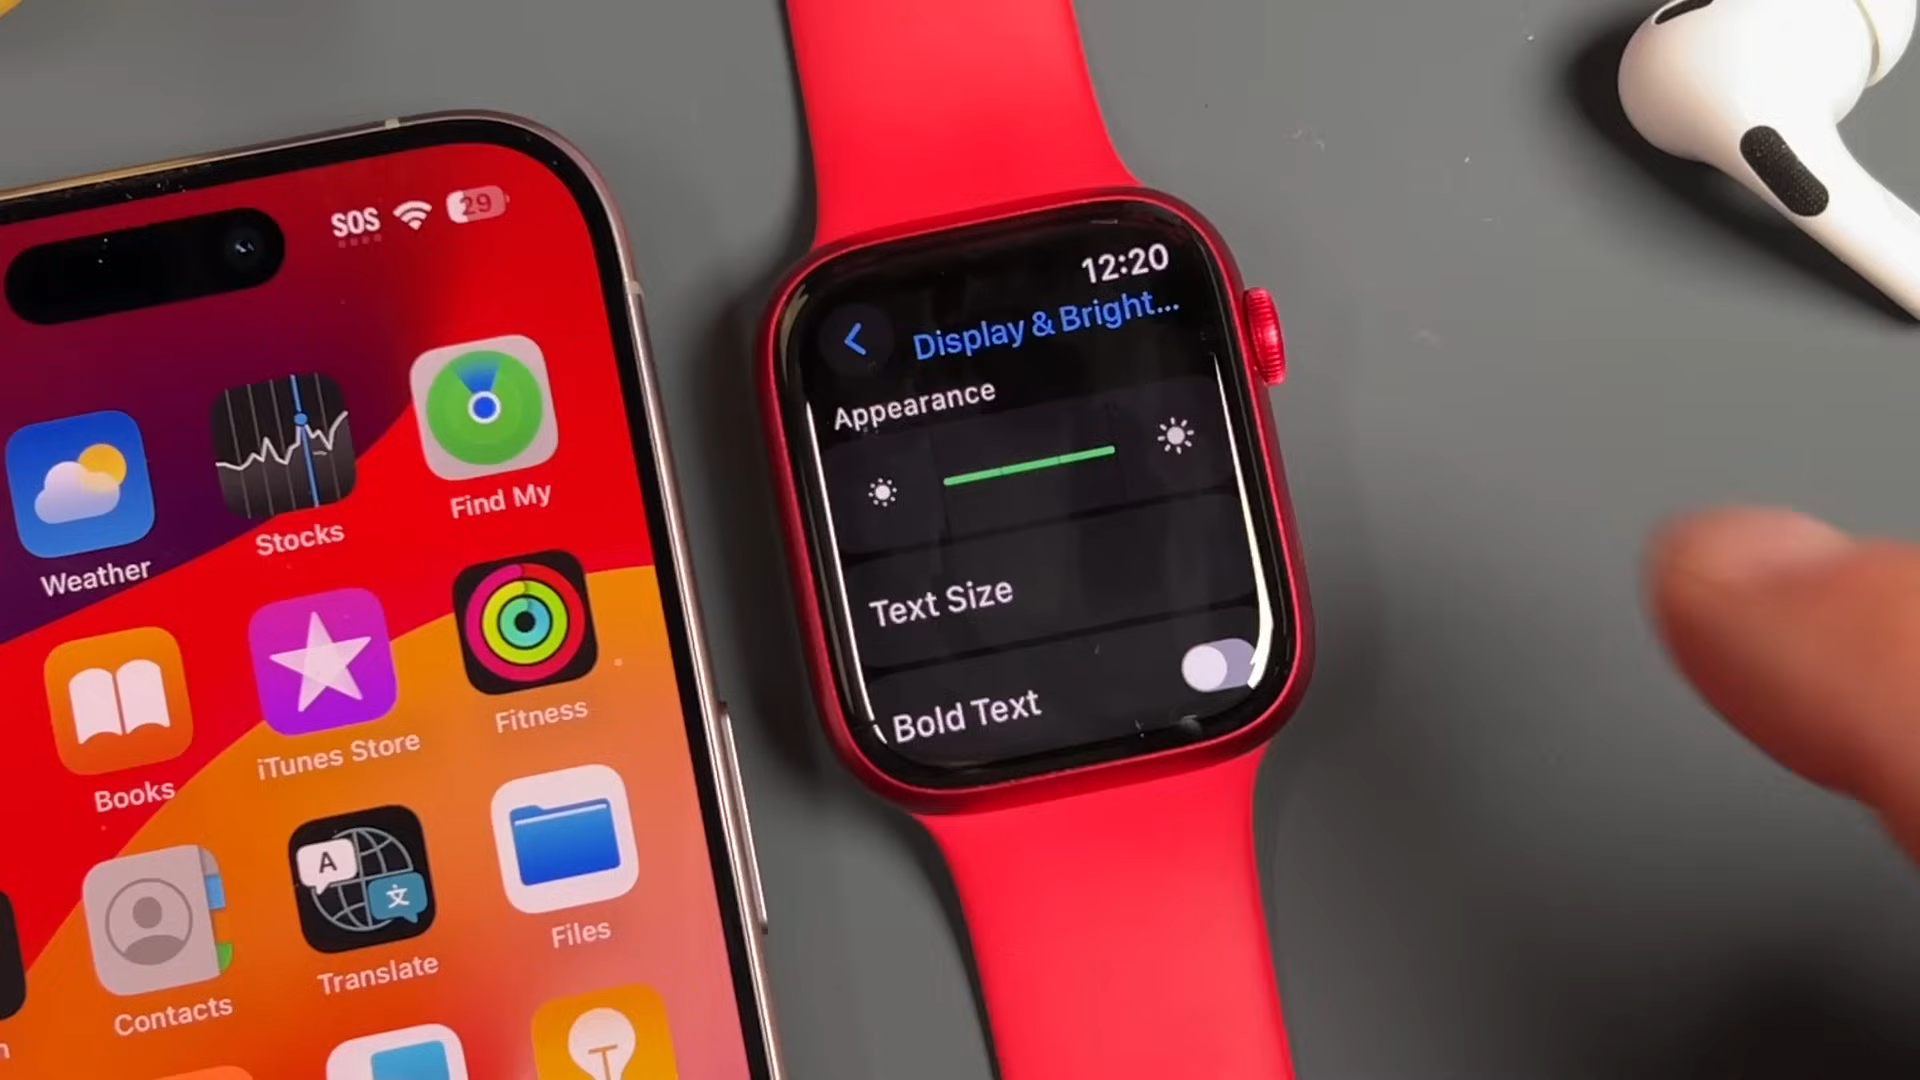 SOS
29
Weather
Stocks
Find My
Books
iTunes Store
Fitness
Contacts
A
文
Translate
Files
12:20
Display & Bright...
Appearance
Text Size
Bold Text